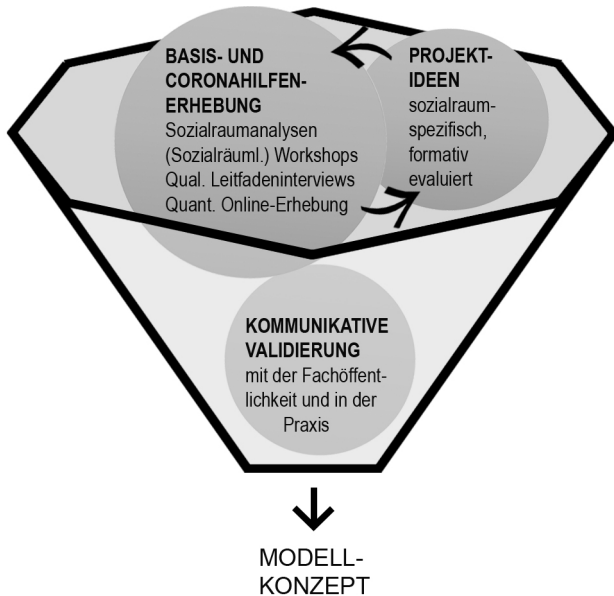 BASIS- UND
CORONAHILFEN-
ERHEBUNG
Sozialraumanalysen
(Sozialräuml.) Workshops
Qual. Leitfadeninterviews
Quant. Online-Erhebung
PROJEKT-
IDEEN
sozialraum-
spezifisch,
formativ
evaluiert
KOMMUNIKATIVE
VALIDIERUNG
mit der Fachöffent-
lichkeit und in der
Praxis
MODELL-
KONZEPT